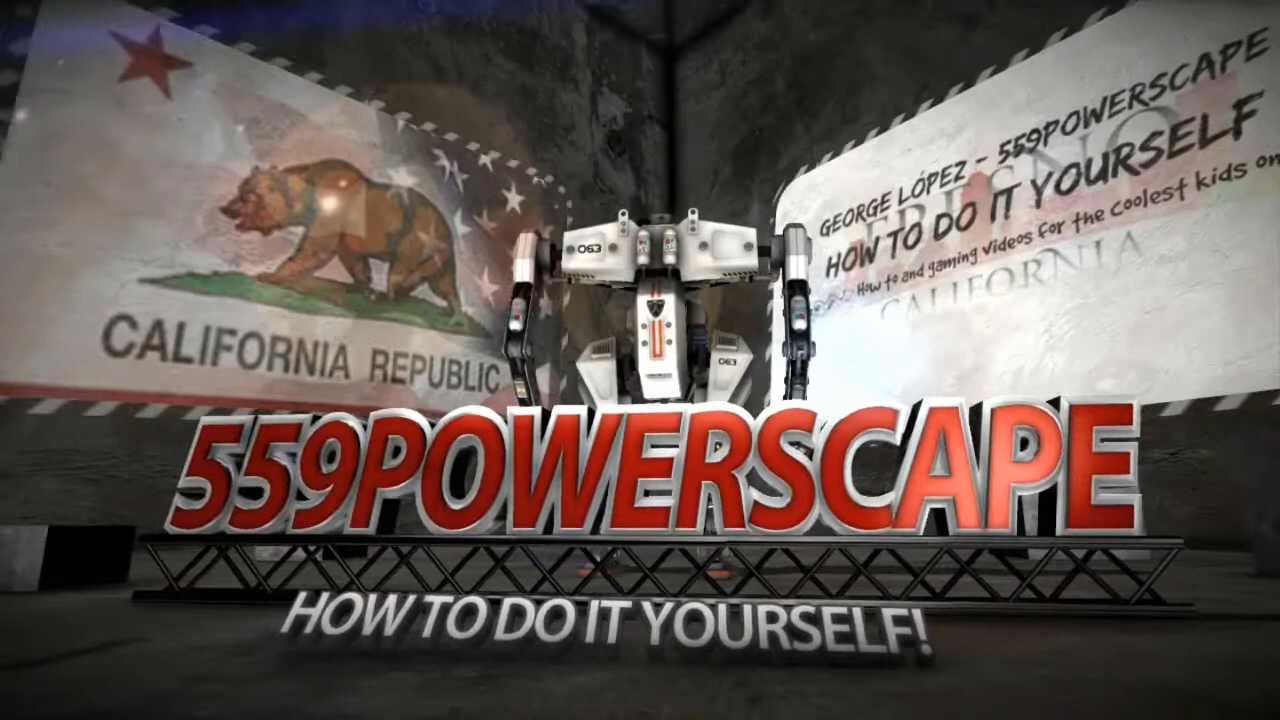 CALIFORNIA REPUBLIC
GEORGE LÓPEZ - 559POWERSCAPE
HOW TO DO IT YOURSELF
How to and gaming videos for the coolest kids on
FRESNO
CALIFORNIA
063
063
559POWERSCAPE
HOW TO DO IT YOURSELF!